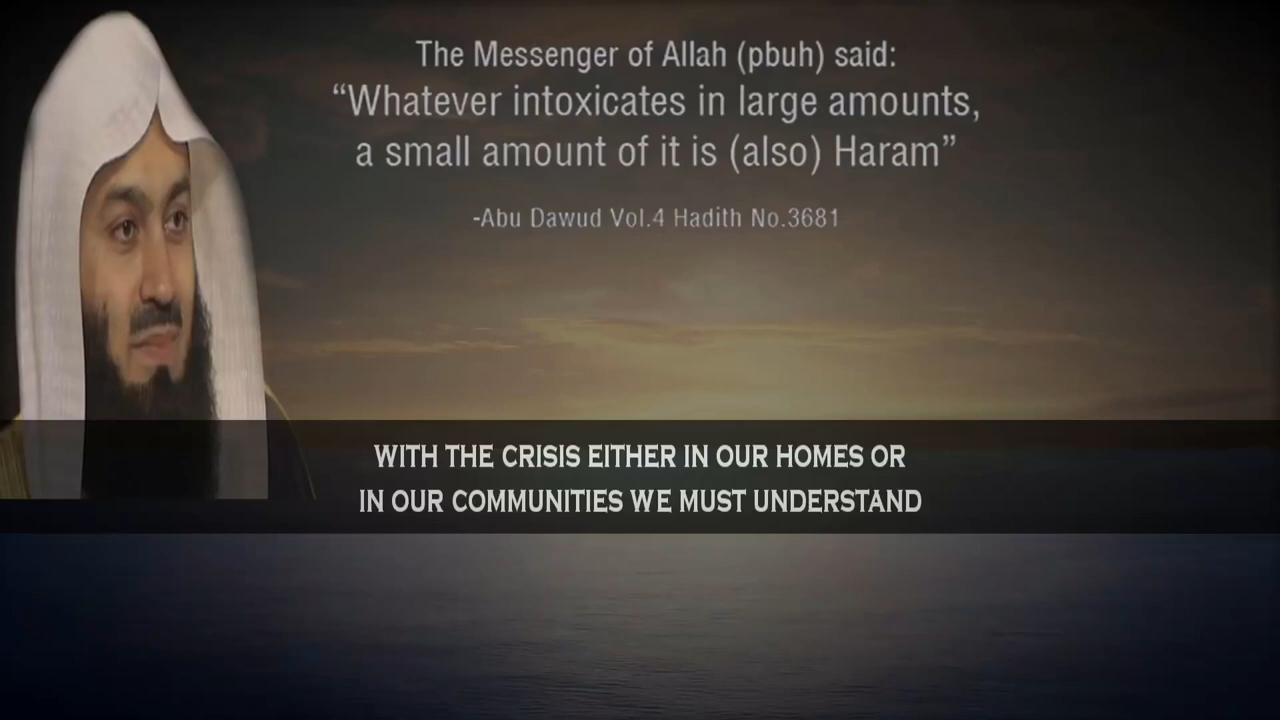 The Messenger of Allah (pbuh) said:
“Whatever intoxicates in large amounts,
a small amount of it is (also) Haram”
-Abu Dawud Vol.4 Hadith No.3681
WITH THE CRISIS EITHER IN OUR HOMES OR
IN OUR COMMUNITIES WE MUST UNDERSTAND